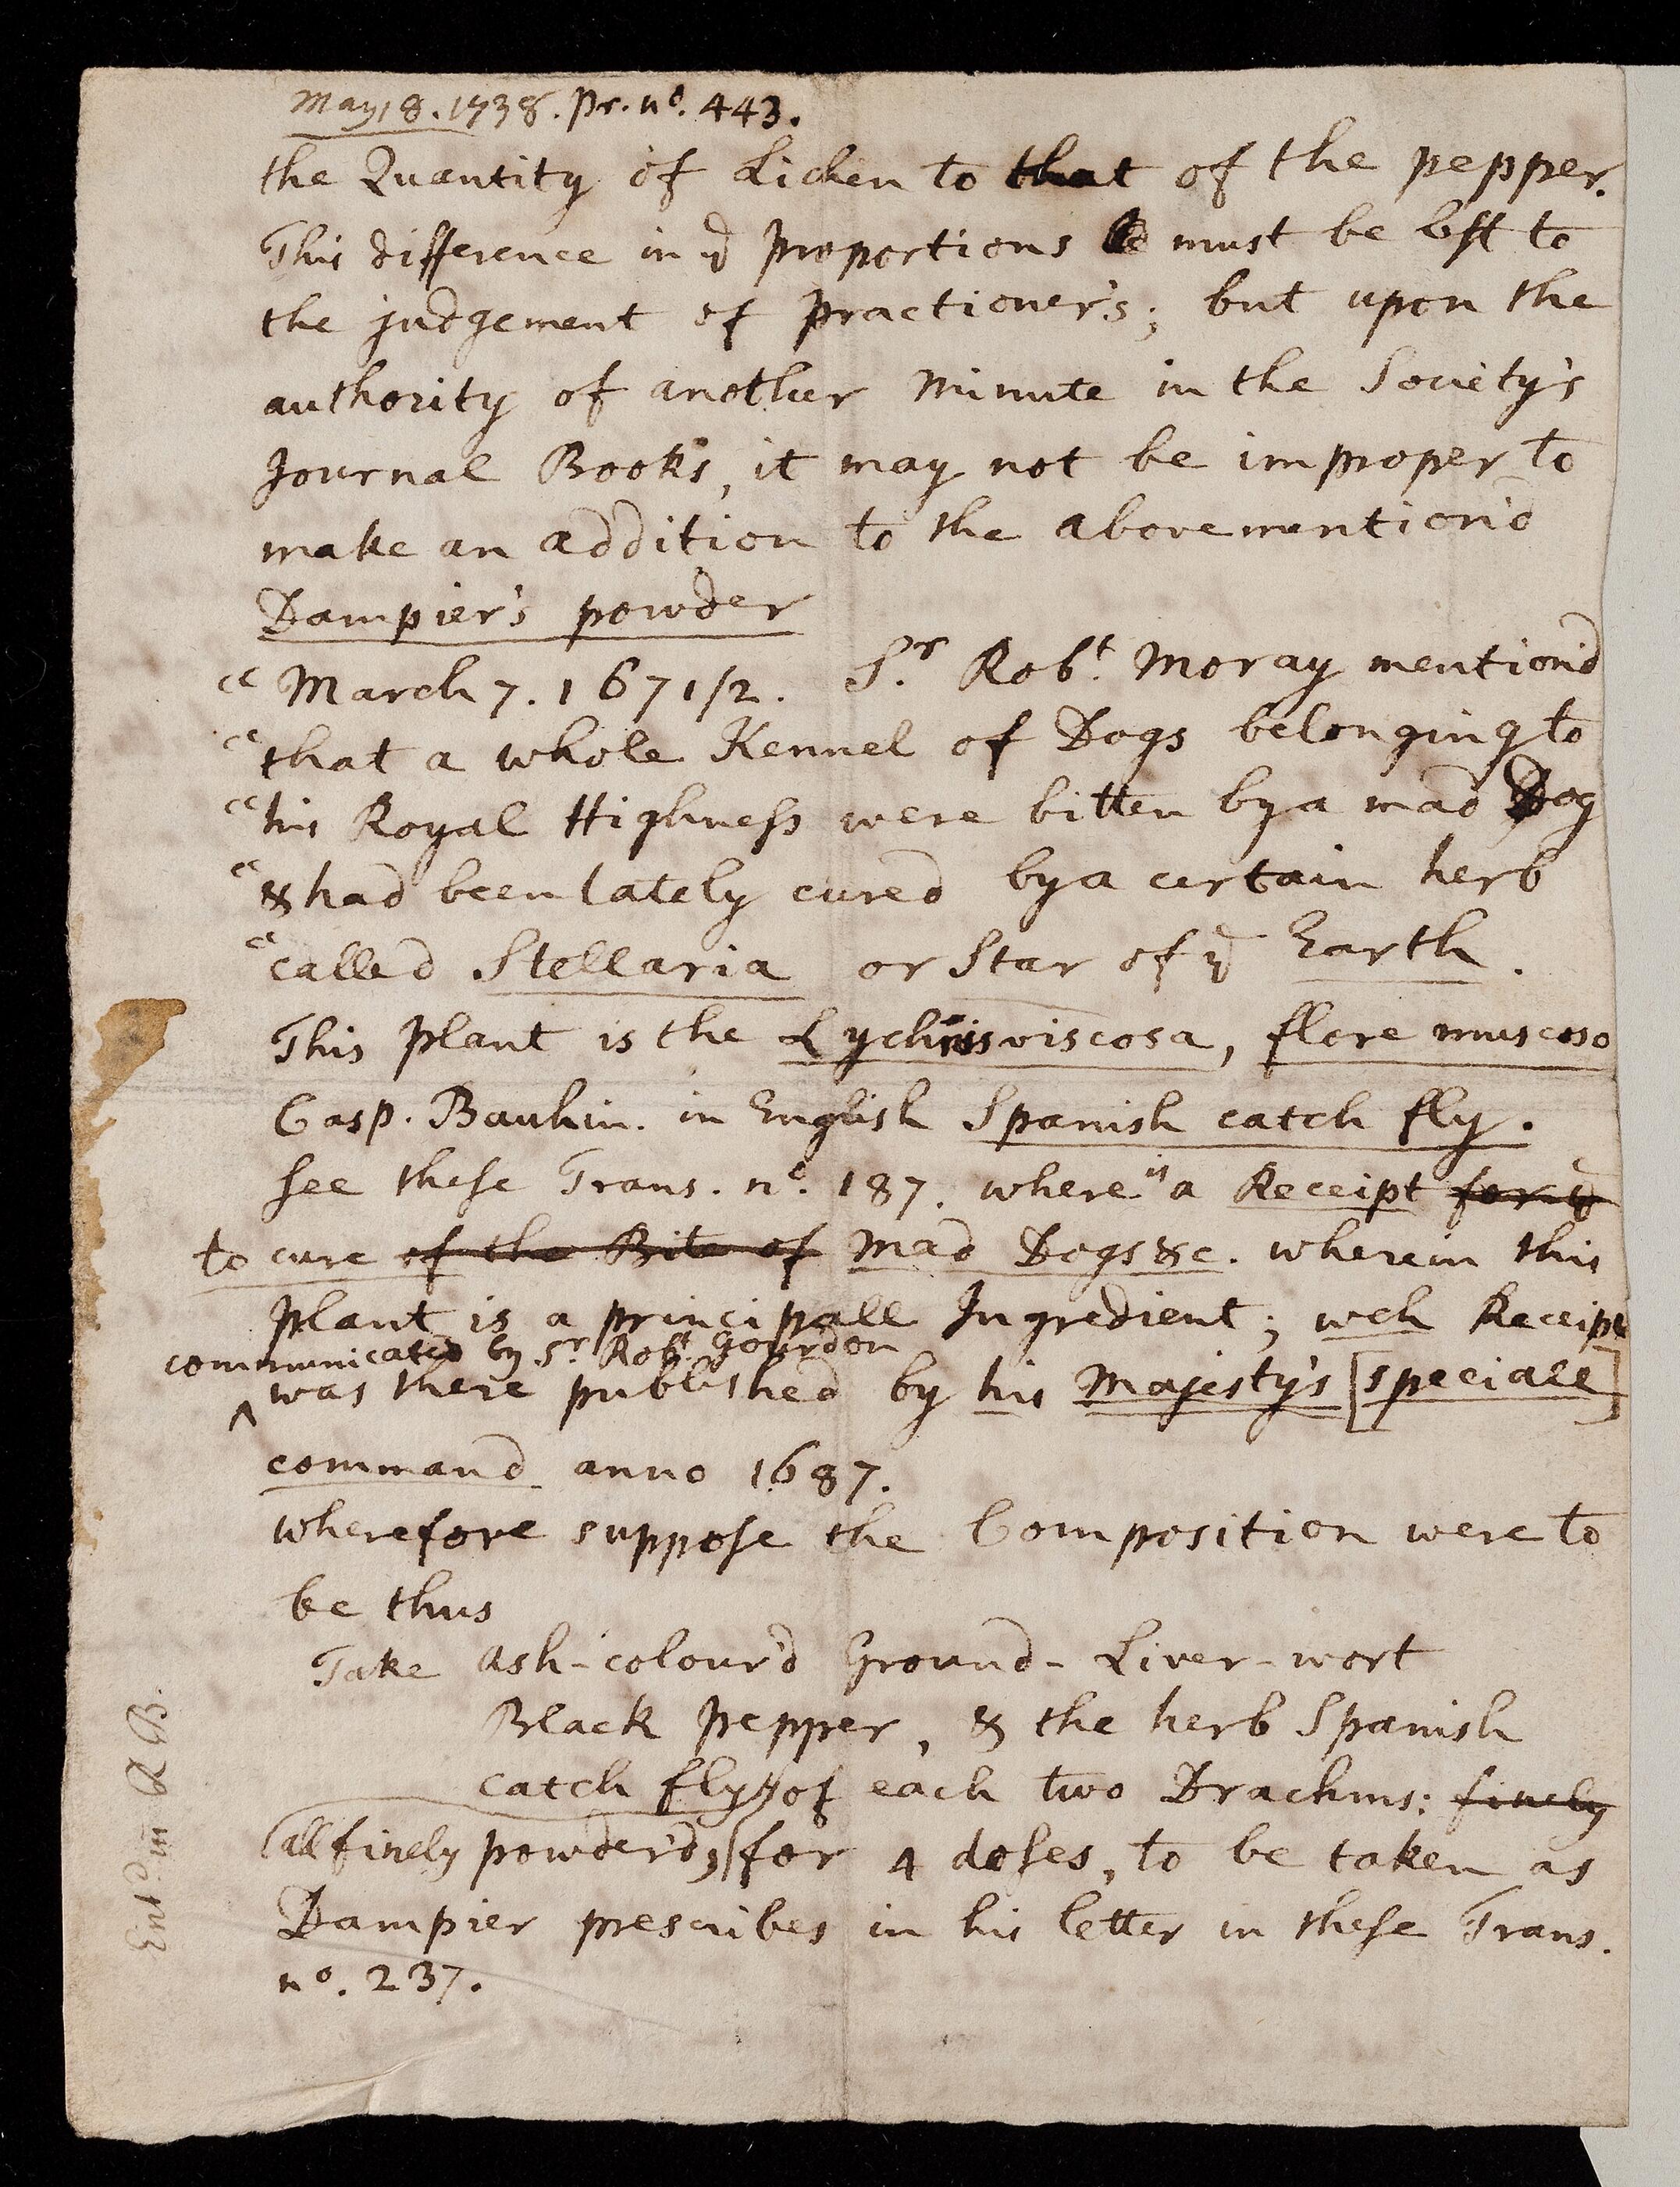 May 18. 1738. pr. no. 443.
the Quantity of Lichen to that of the pepper.
This difference in ye proportions must be left to
the judgement of practioner's; but upon the
authority of another minute in the Society's
Journal Books, it may not be improper to
make an addition to the abovemention'd
Dampier's powder
" March 7. 1671/2. Sr. Robt. Moray mention'd
" that a whole Kennel of Dogs belonging to
" his Royal Highneſs were bitten by a mad Dog
" & had been lately cured by a certain herb
" called Stellaria or Star of ye Earth.
This plant is the Lychnis viscosa, flore muscoso
Casp. Bauhin. in English Spanish catch fly.
See theſe Trans. no. 187. where is a Receipt for ye
to cure of the Bite of Mad Dogs &c. wherein this
plant is a principall Ingredient; wch Receipt
communicated by Sr Robt Gourdon
^ was there published by his Majesty's [speciall]
command anno 1687.
wherefore suppoſe the Composition were to
be thus
Take ash-colour'd Ground-Liver-wort
Black pepper, & the herb Spanish
catch fly, of each two Drachms: finely
(all finely powder'd,) for 4 doſes, to be taken as
Dampier prescribes in his letter in theſe Trans.
no. 237.
Entd. in L B.